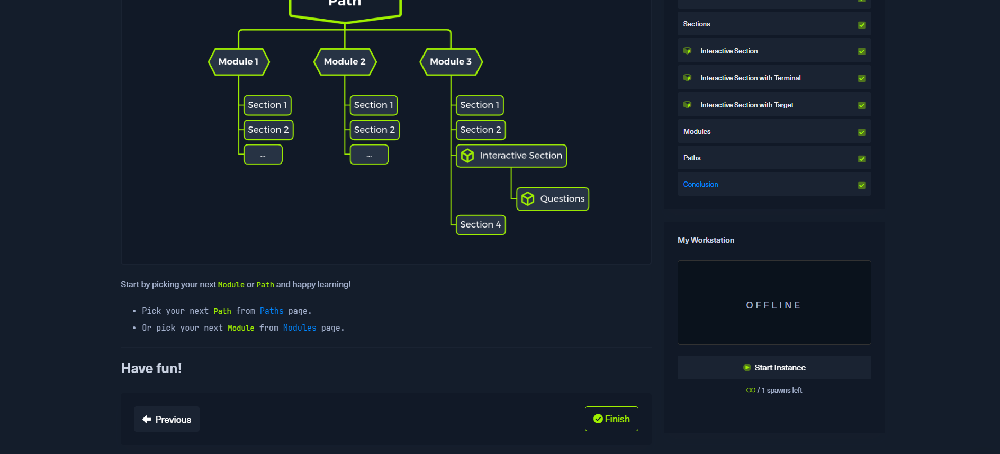 Path
Module 1
Module 2
Module 3
Section 1
Section 1
Section 1
Section 2
Section 2
Section 2
...
...
Interactive Section
Questions
Section 4
Start by picking your next Module or Path and happy learning!
• Pick your next Path from Paths page.
• Or pick your next Module from Modules page.
Have fun!
Previous
Finish
Sections
Interactive Section
Interactive Section with Terminal
Interactive Section with Target
Modules
Paths
Conclusion
My Workstation
OFFLINE
Start Instance
∞ / 1 spawns left